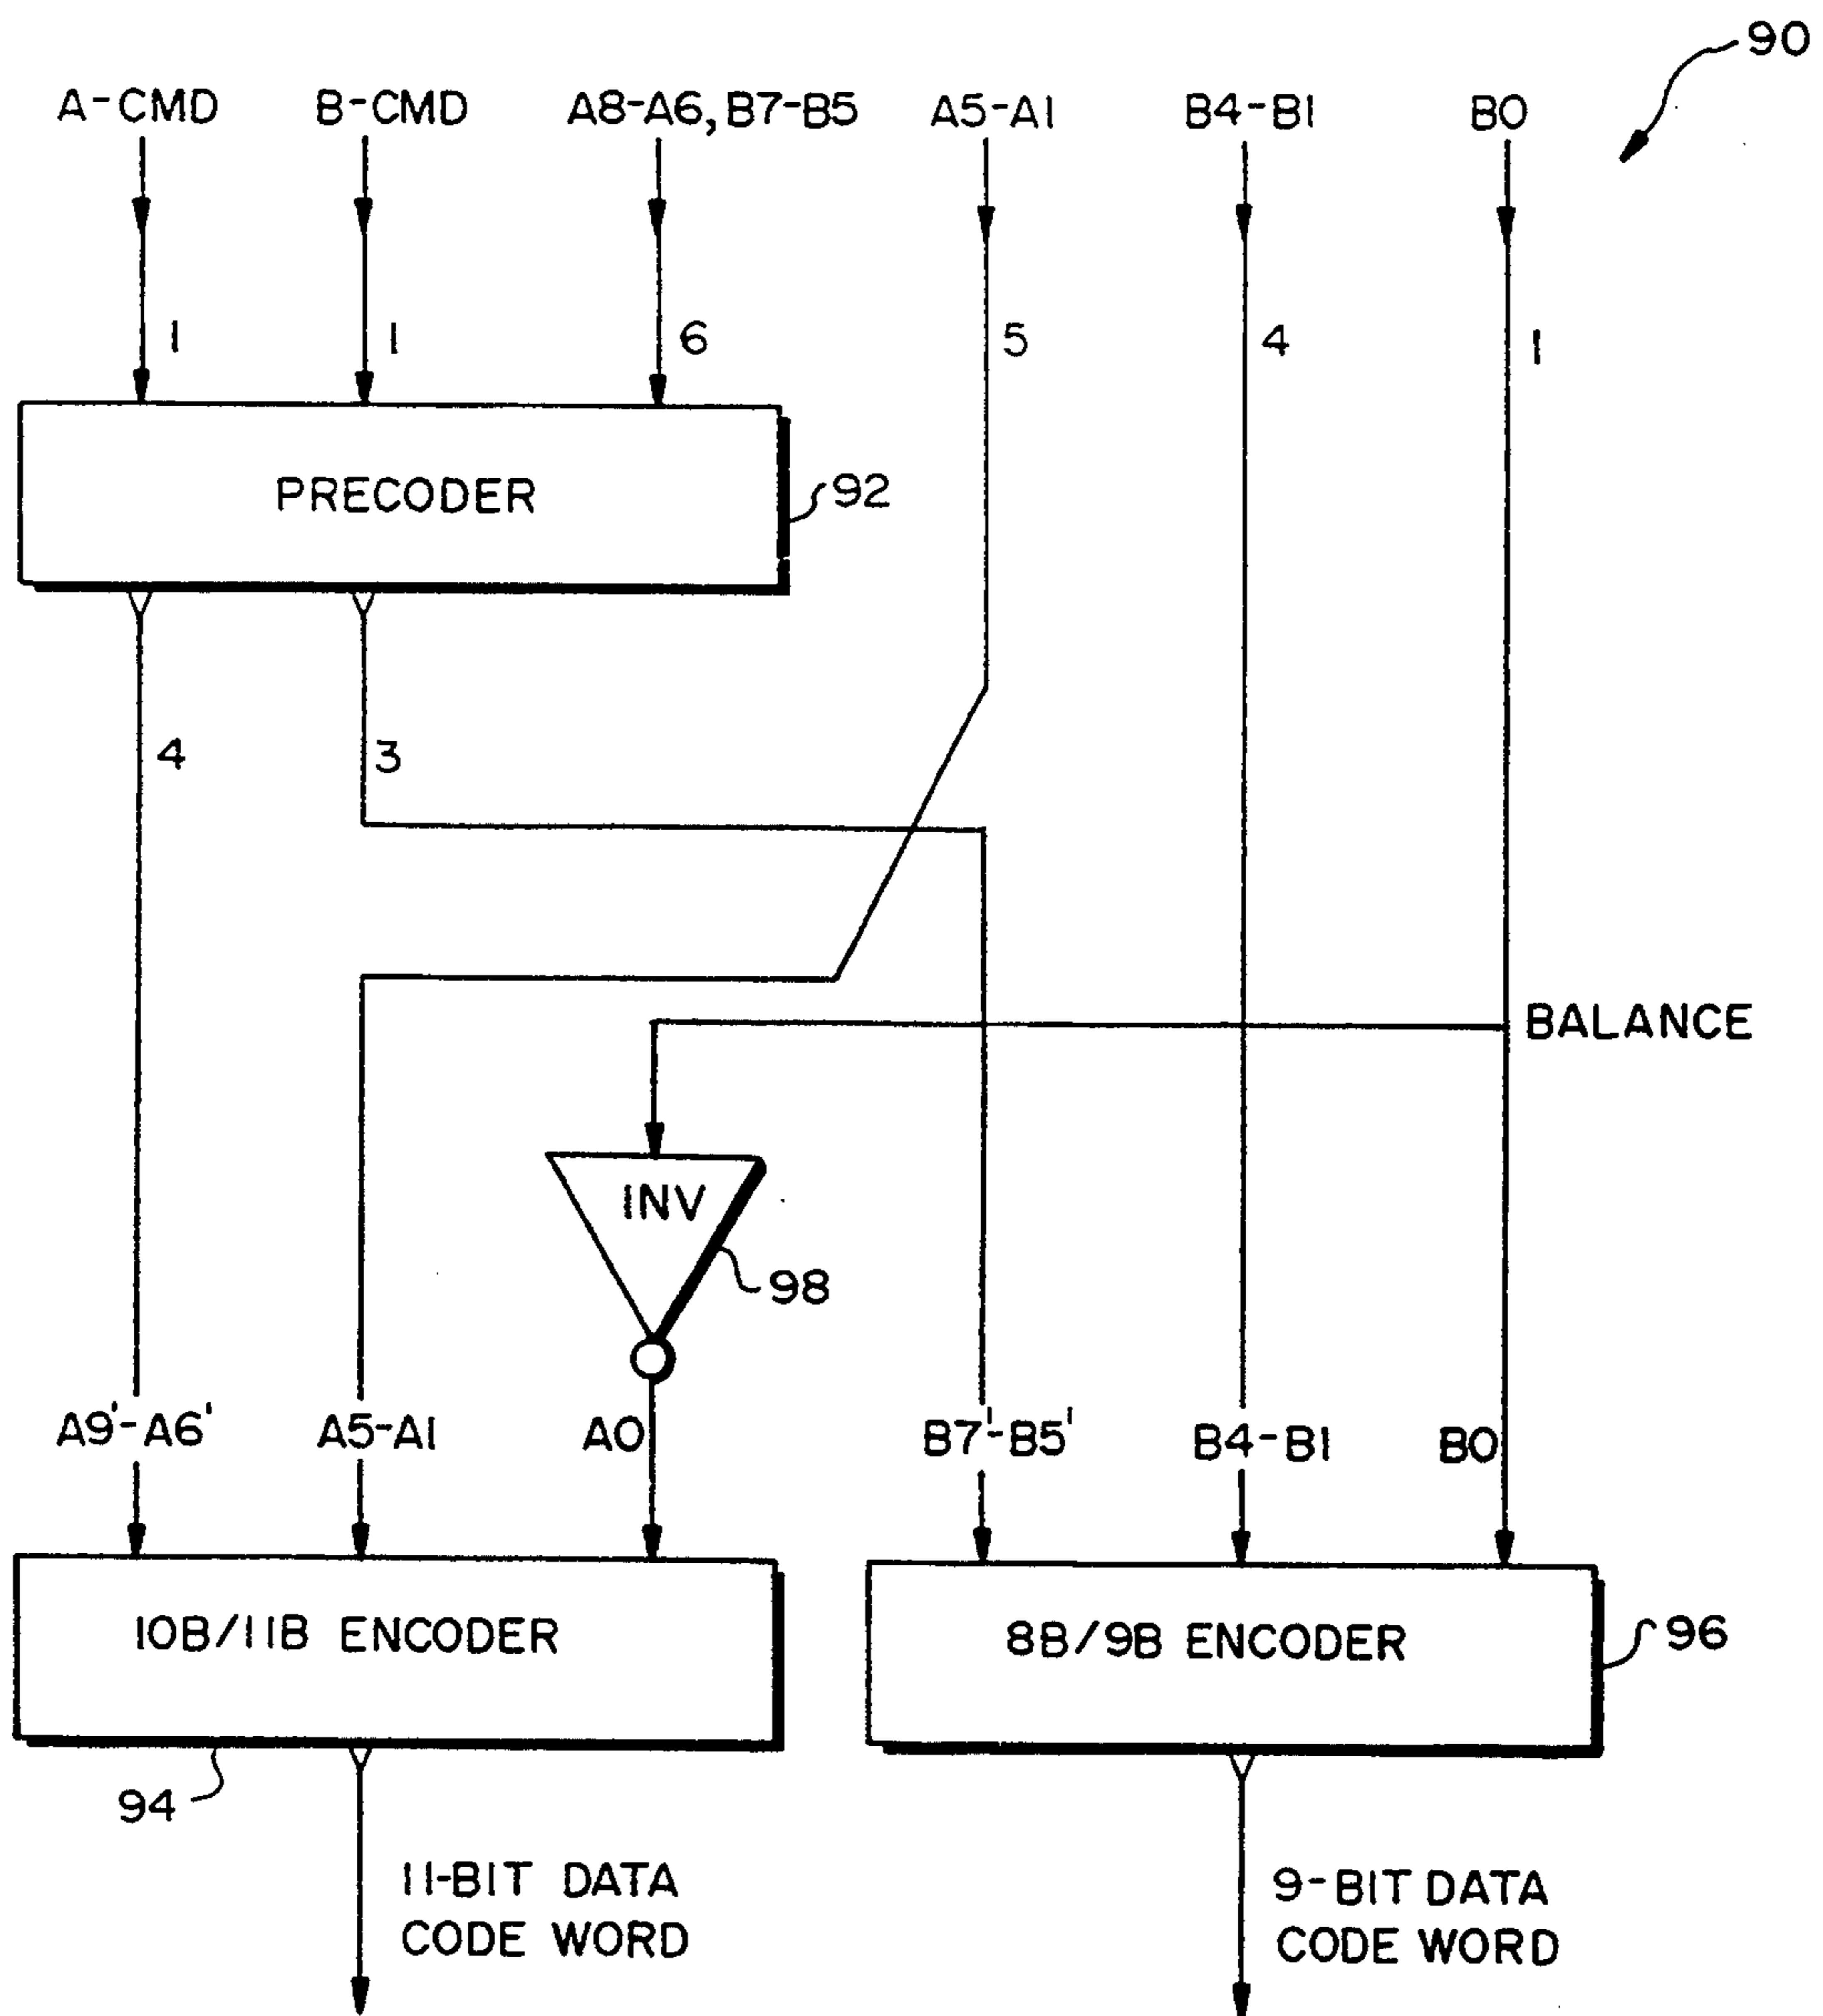 90
A-CMD B-CMD A8-A6, B7-B5 A5-A1 B4-B1 B0
1 1 6 5 4 1
PRECODER
92
4 3
BALANCE
INV
98
A9'-A6' A5-A1 A0 B7'-B5' B4-B1 B0
10B/11B ENCODER
8B/9B ENCODER
96
94
11-BIT DATA
CODE WORD
9-BIT DATA
CODE WORD